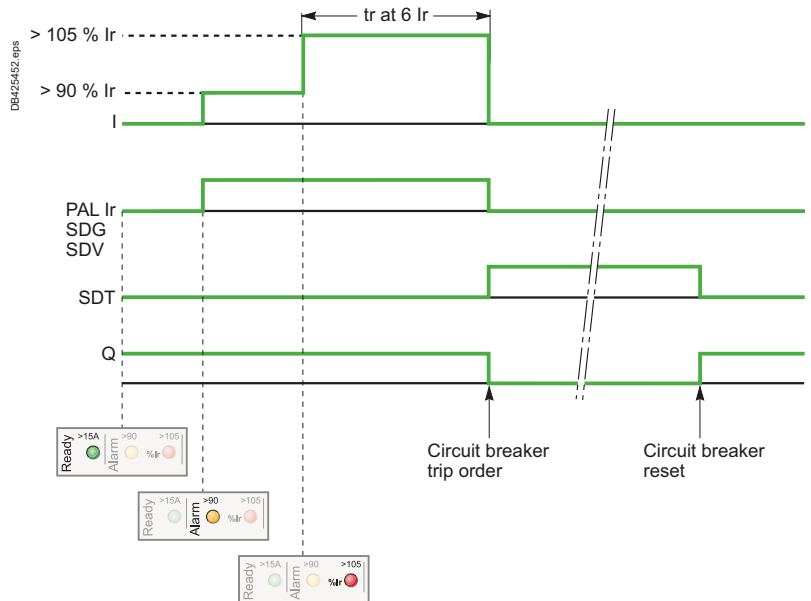 tr at 6 Ir
> 105 % Ir
DB425452.eps
> 90 % Ir
I
PAL Ir
SDG
SDV
SDT
Q
Circuit breaker
trip order
Circuit breaker
reset
Ready
>15A
Alarm
>90
%Ir
>105
Ready
>15A
Alarm
>90
%Ir
>105
Ready
>15A
Alarm
>90
%Ir
>105